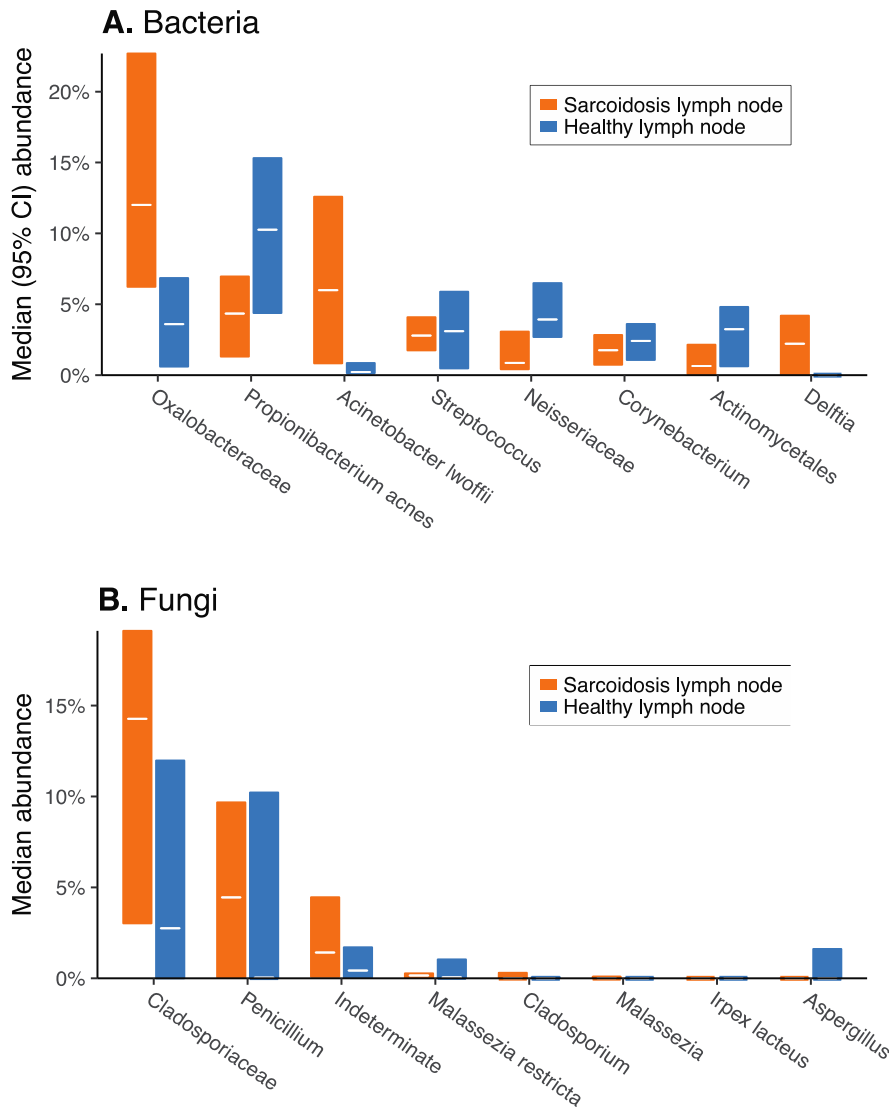 A. Bacteria
Median (95% CI) abundance
20%
15%
10%
5%
0%
Sarcoidosis lymph node
Healthy lymph node
Oxalobacteraceae
Propionibacterium acnes
Acinetobacter lwoffii
Streptococcus
Neisseriaceae
Corynebacterium
Actinomycetales
Delftia
B. Fungi
Median abundance
15%
10%
5%
0%
Sarcoidosis lymph node
Healthy lymph node
Cladosporiaceae
Penicillium
Indeterminate
Malassezia restricta
Cladosporium
Malassezia
Irpex lacteus
Aspergillus